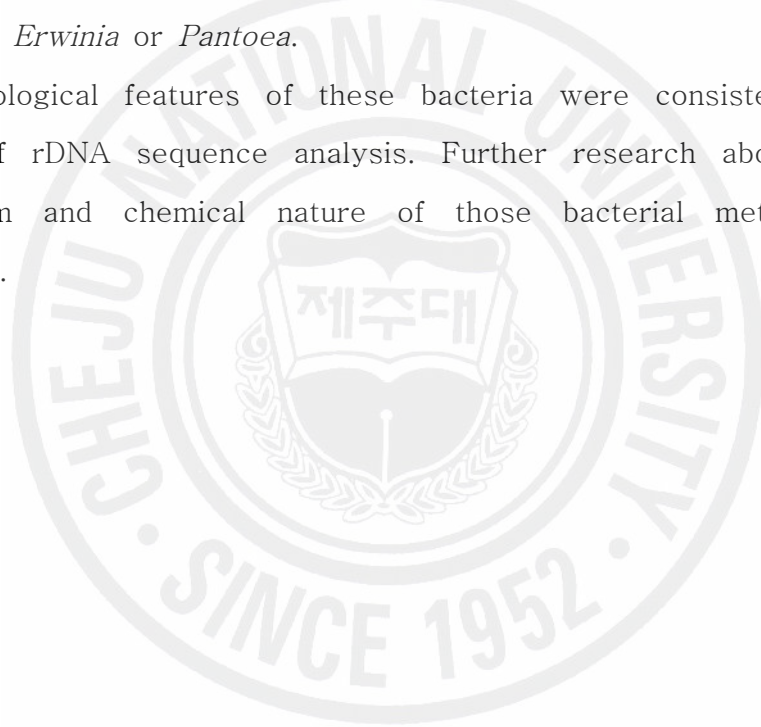 Erwinia or Pantoea.
ological features of these bacteria were consiste
f rDNA sequence analysis. Further research abo
m and chemical nature of those bacterial met
.
CHEJU NATIONAL UNIVERSITY
제주대
· SINCE 1952 ·